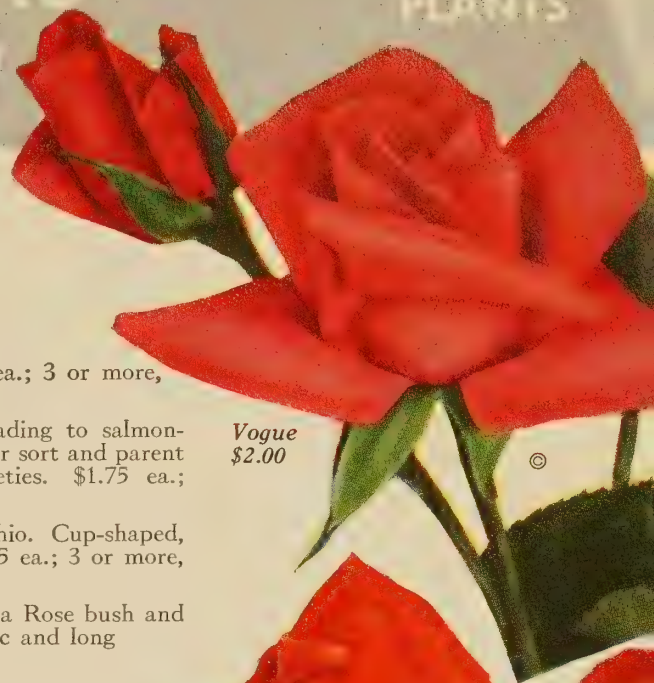 PLANTS
ea.; 3 or more,
ading to salmon-
r sort and parent
eties. $1.75 ea.;
hio. Cup-shaped,
5 ea.; 3 or more,
a Rose bush and
c and long
Vogue
$2.00
©